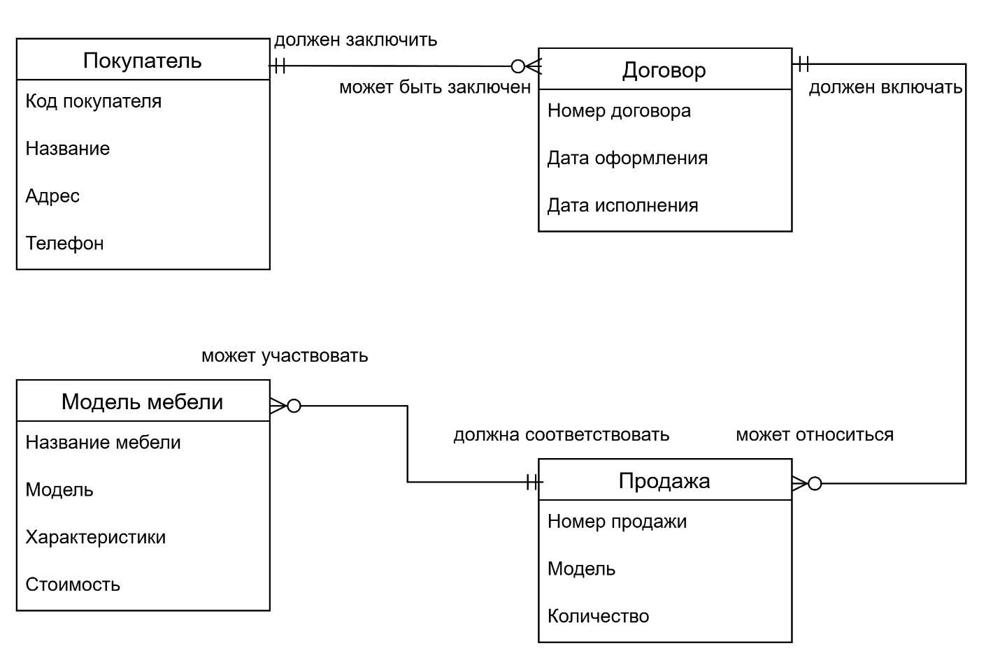 должен заключить
Покупатель
Код покупателя
Название
Адрес
Телефон
может быть заключен
Договор
Номер договора
Дата оформления
Дата исполнения
должен включать
может участвовать
Модель мебели
Название мебели
Модель
Характеристики
Стоимость
должна соответствовать
может относиться
Продажа
Номер продажи
Модель
Количество